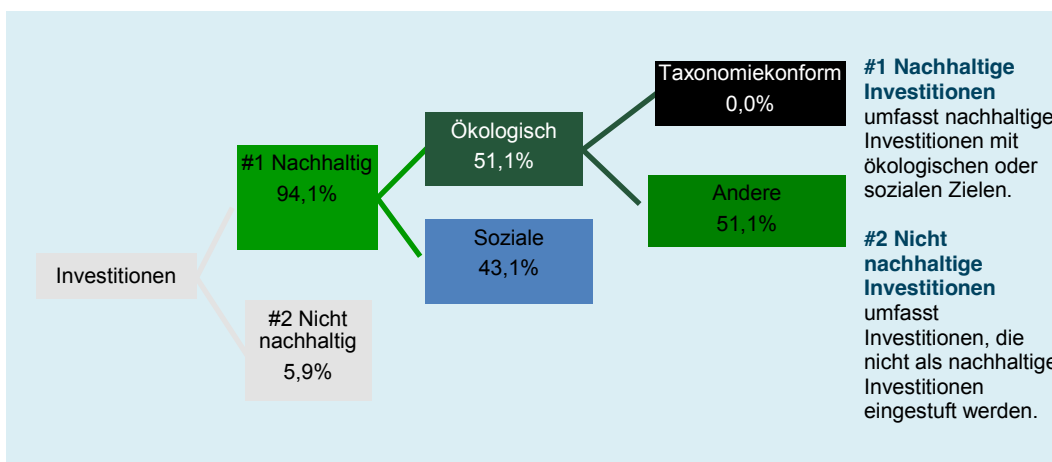 Investitionen
#1 Nachhaltig
94,1%
#2 Nicht
nachhaltig
5,9%
Ökologisch
51,1%
Soziale
43,1%
Taxonomiekonform
0,0%
Andere
51,1%
#1 Nachhaltige
Investitionen
umfasst nachhaltige
Investitionen mit
ökologischen oder
sozialen Zielen.
#2 Nicht
nachhaltige
Investitionen
umfasst
Investitionen, die
nicht als nachhaltige
Investitionen
eingestuft werden.